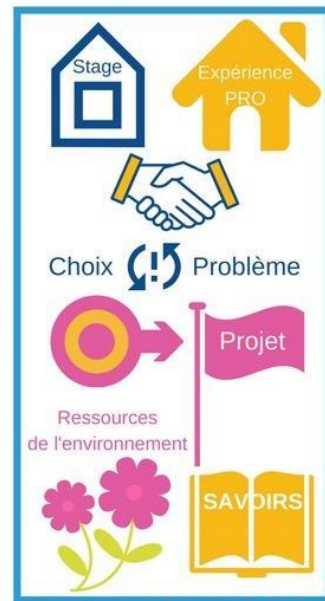 Stage
Expérience
PRO
Choix ! Problème
Projet
Ressources
de l'environnement
SAVOIRS